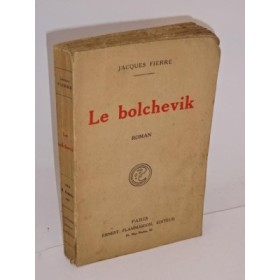 JACQUES PIERRE
Le bolchevik
ROMAN
PARIS
ERNEST FLAMMARION, ÉDITEUR